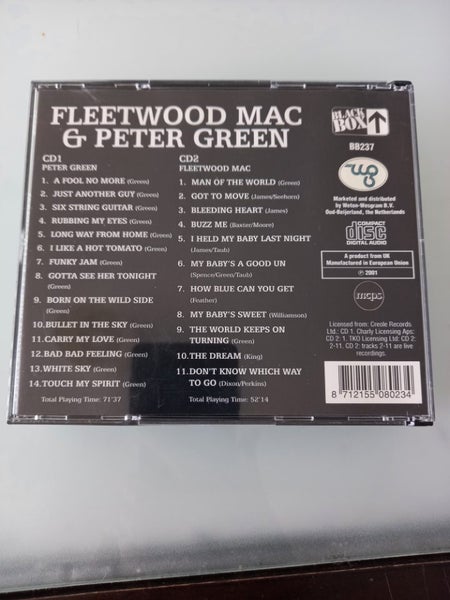 FLEETWOOD MAC
& PETER GREEN
CD1
PETER GREEN
1. A FOOL NO MORE (Green)
2. JUST ANOTHER GUY (Green)
3. SIX STRING GUITAR (Green)
4. RUBBING MY EYES (Green)
5. LONG WAY FROM HOME (Green)
6. I LIKE A HOT TOMATO (Green)
7. FUNKY JAM (Green)
8. GOTTA SEE HER TONIGHT
(Green)
9. BORN ON THE WILD SIDE
(Green)
10.BULLET IN THE SKY (Green)
11.CARRY MY LOVE (Green)
12.BAD BAD FEELING (Green)
13.WHITE SKY (Green)
14.TOUCH MY SPIRIT (Green)
Total Playing Time: 71'37
CD2
FLEETWOOD MAC
1. MAN OF THE WORLD (Green)
2. GOT TO MOVE (James/Seehorn)
3. BLEEDING HEART (James)
4. BUZZ ME (Baxter/Moore)
5. I HELD MY BABY LAST NIGHT
(James/Taub)
6. MY BABY'S A GOOD UN
(Spence/Green/Taub)
7. HOW BLUE CAN YOU GET
(Feather)
8. MY BABY'S SWEET (Williamson)
9. THE WORLD KEEPS ON
TURNING (Green)
10.THE DREAM (King)
11.DON'T KNOW WHICH WAY
TO GO (Dixon/Perkins)
Total Playing Time: 52'14
BLACK
BOX
BB237
Marketed and distributed
by Weton-Wesgram B.V.
Oud-Beijerland, the Netherlands
COMPACT
disc
DIGITAL AUDIO
A product from UK
Manufactured in European Union
℗ 2001
mcps
Licensed from: Creole Records
Ltd.: CD 1. Charly Licensing Aps:
CD 2: 1. TKO Licensing Ltd: CD 2:
2-11. CD 2: tracks 2-11 are live
recordings.
8 712155 080234